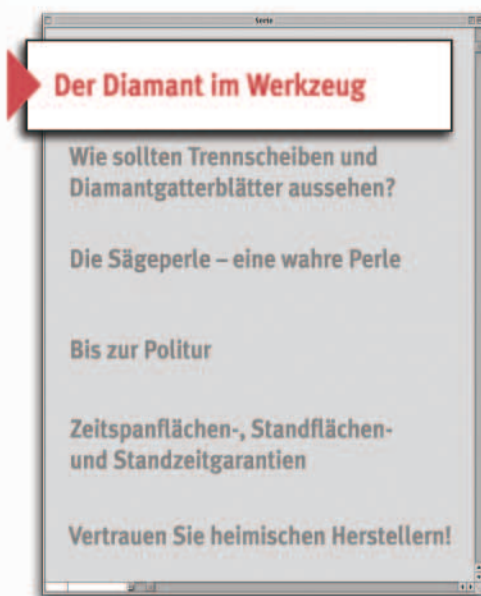 Seite
Der Diamant im Werkzeug
Wie sollten Trennscheiben und
Diamantgatterblätter aussehen?
Die Sägeperle – eine wahre Perle
Bis zur Politur
Zeitspanflächen-, Standflächen-
und Standzeitgarantien
Vertrauen Sie heimischen Herstellern!